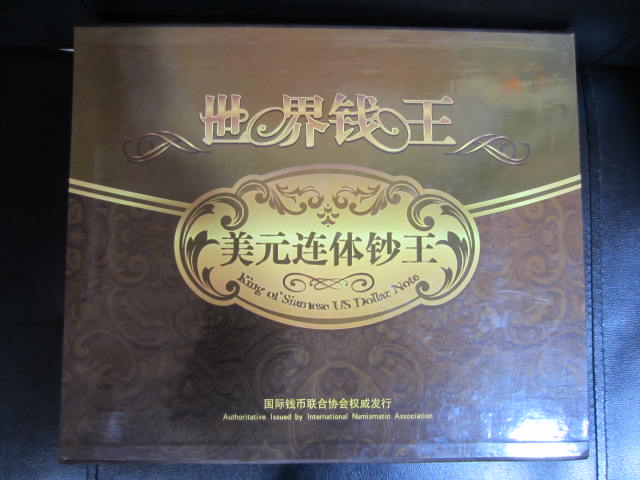 世界钱王
美元连体钞王
King of Siamese US Dollar Note
国际钱币联合协会权威发行
Authoritative Issued by International Numismatic Association